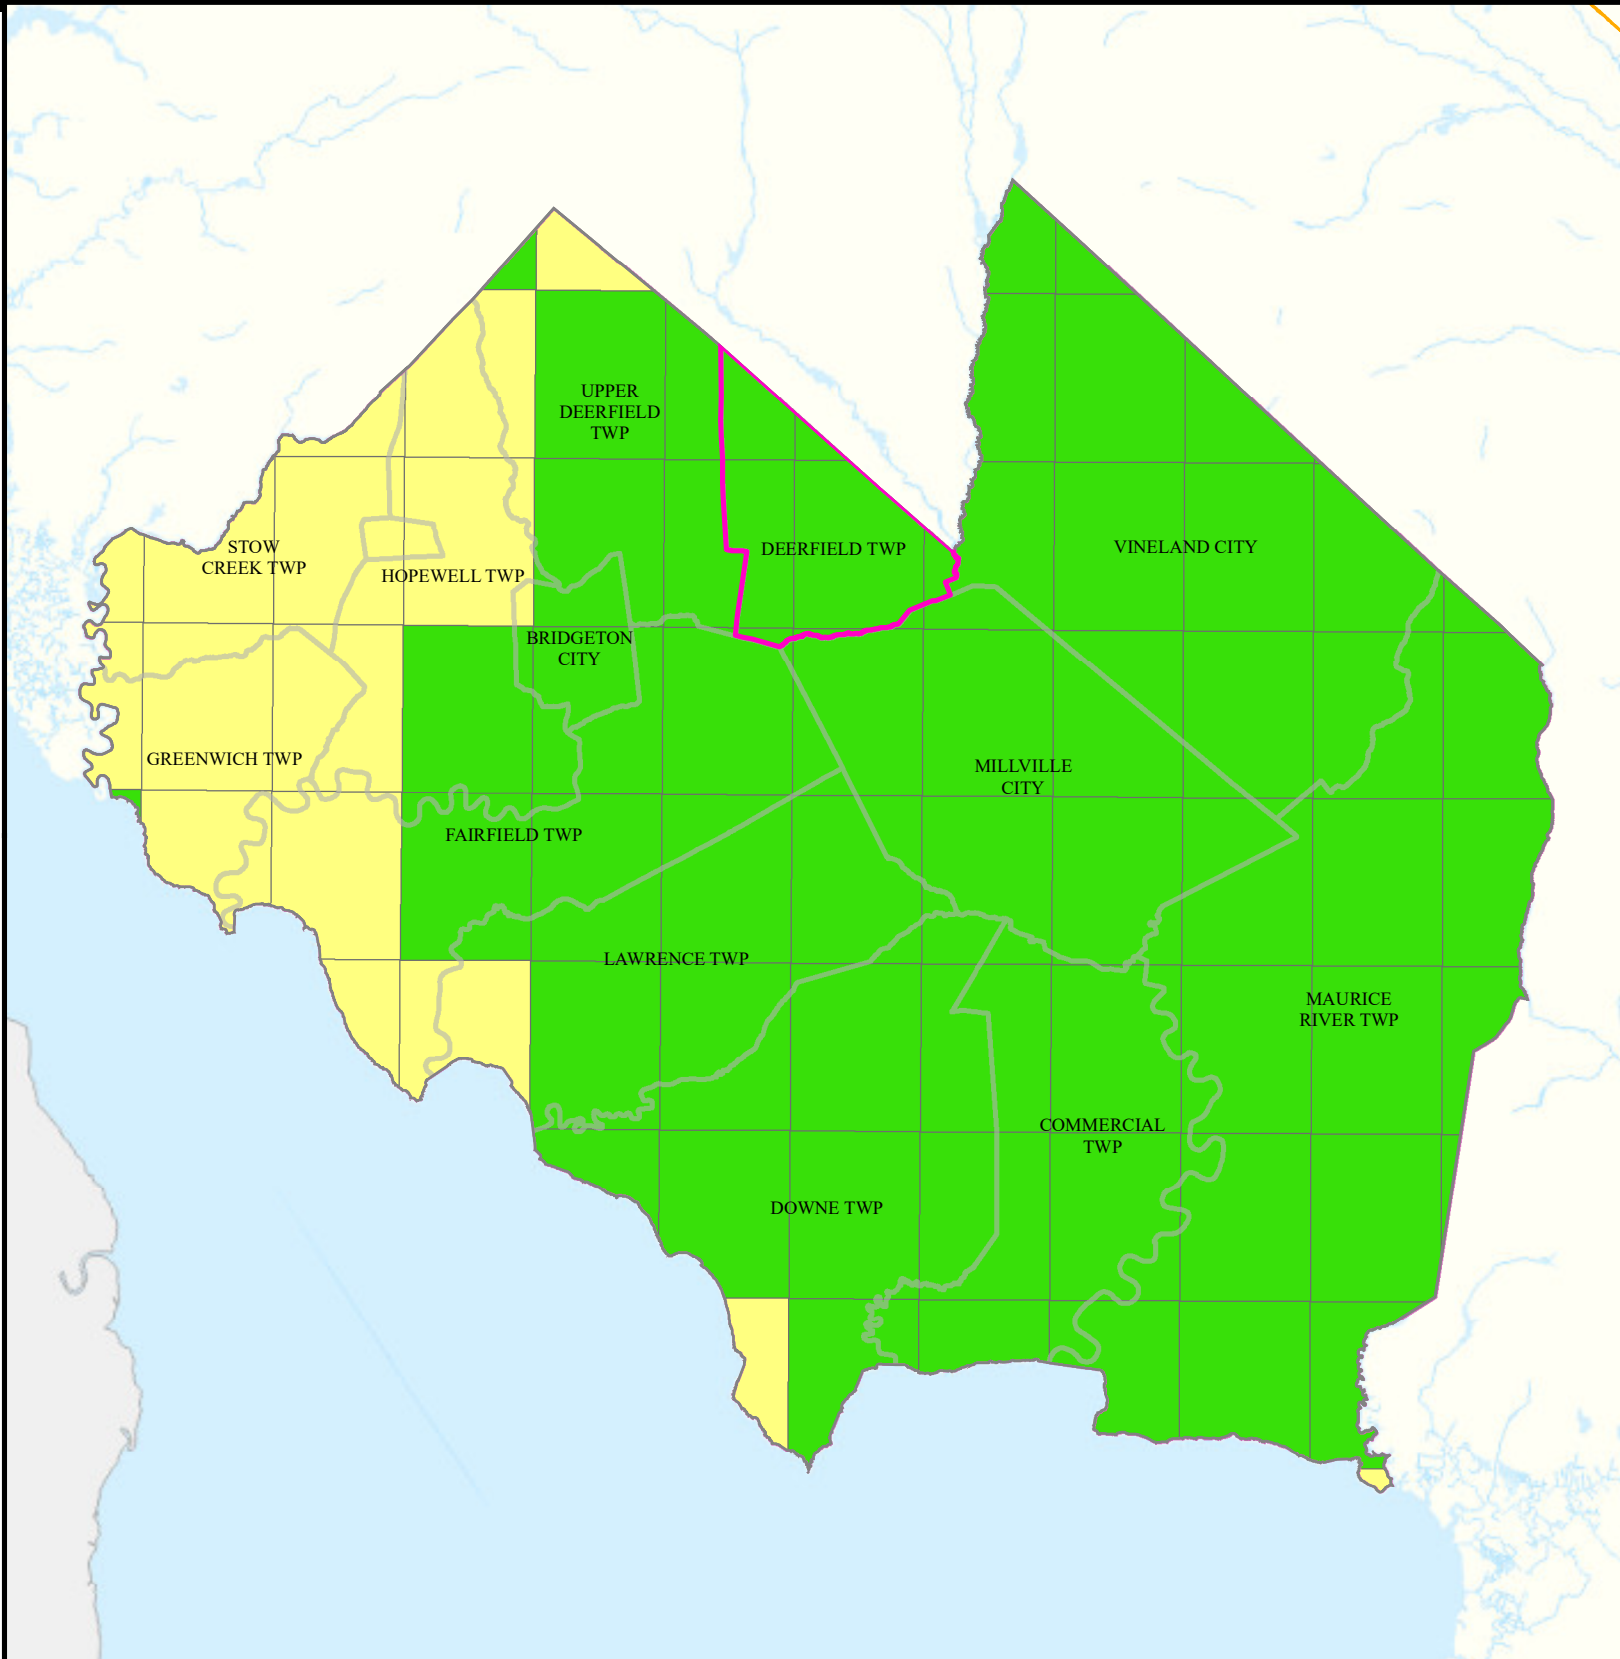 UPPER
DEERFIELD
TWP
STOW
CREEK TWP
HOPEWELL TWP
DEERFIELD TWP
VINELAND CITY
BRIDGETON
CITY
GREENWICH TWP
MILLVILLE
CITY
FAIRFIELD TWP
LAWRENCE TWP
MAURICE
RIVER TWP
COMMERCIAL
TWP
DOWNE TWP